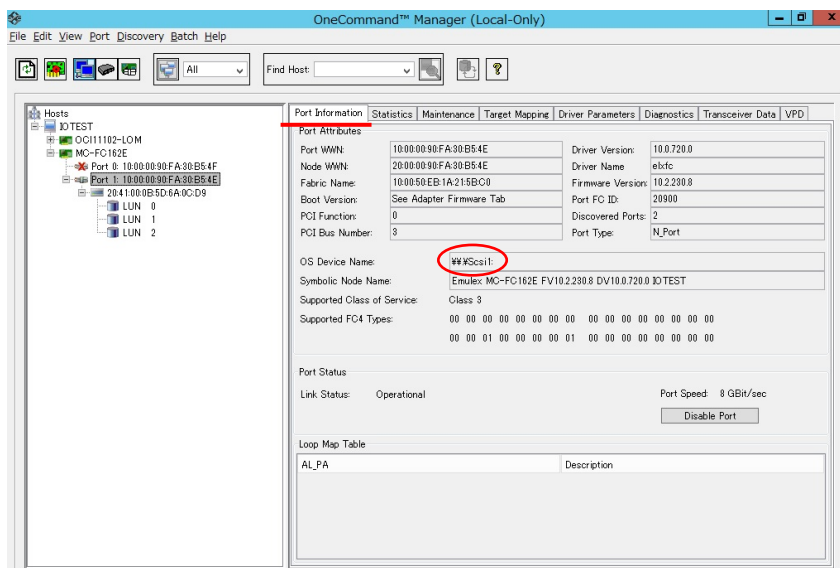 OneCommand™ Manager (Local-Only)
File Edit View Port Discovery Batch Help
All
Find Host:
Hosts
IOTEST
OCI11102-LOM
MC-FC162E
Port 0: 10:00:00:90:FA:30:B5:4F
Port 1: 10:00:00:90:FA:30:B5:4E
20:41:00:0B:5D:6A:0C:D9
LUN 0
LUN 1
LUN 2
Port Information Statistics Maintenance Target Mapping Driver Parameters Diagnostics Transceiver Data VPD
Port Attributes
Port WWN: 10:00:00:90:FA:30:B5:4E Driver Version: 10.0.720.0
Node WWN: 20:00:00:90:FA:30:B5:4E Driver Name elxfc
Fabric Name: 10:00:50:EB:1A:21:5B:C0 Firmware Version: 10.2.230.8
Boot Version: See Adapter Firmware Tab Port FC ID: 20900
PCI Function: 0 Discovered Ports: 2
PCI Bus Number: 3 Port Type: N_Port
OS Device Name: ¥¥.¥Scsi1:
Symbolic Node Name: Emulex MC-FC162E FV10.2.230.8 DV10.0.720.0 IOTEST
Supported Class of Service: Class 3
Supported FC4 Types: 00 00 00 00 00 00 00 00 00 00 00 00 00 00 00 00
00 00 01 00 00 00 00 01 00 00 00 00 00 00 00 00
Port Status
Link Status: Operational Port Speed: 8 GBit/sec
Disable Port
Loop Map Table
AL_PA Description